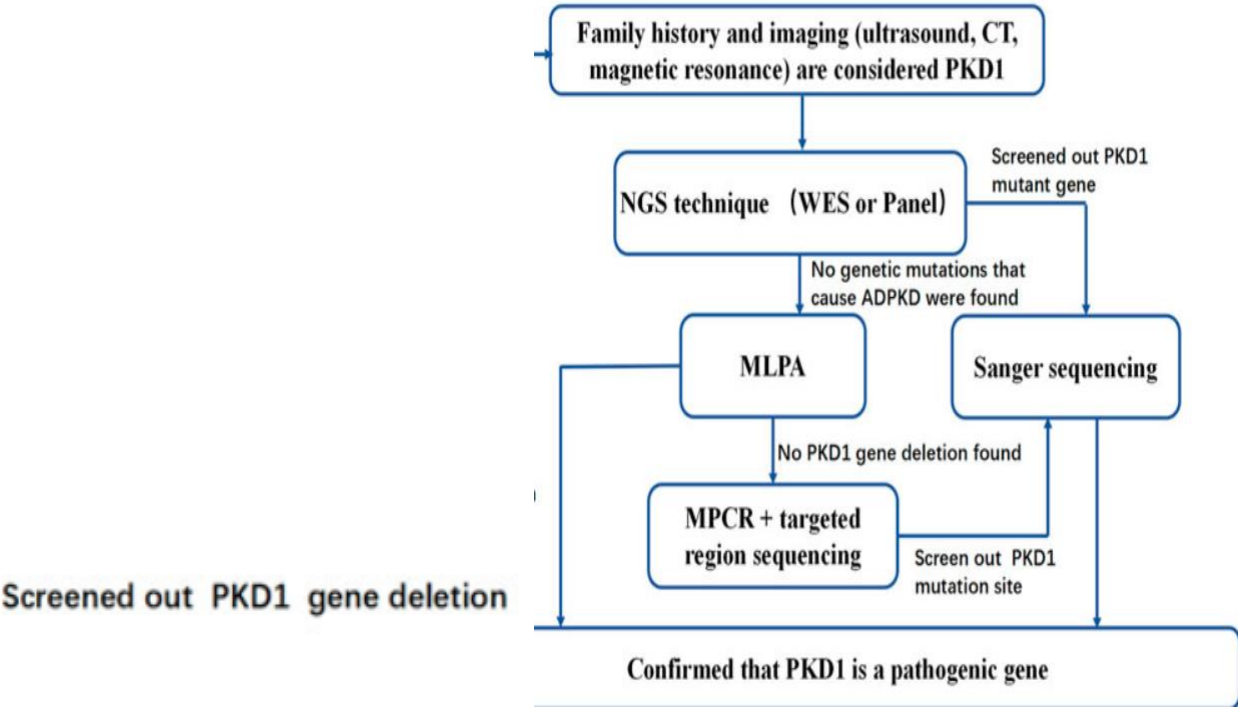 Family history and imaging (ultrasound, CT,
magnetic resonance) are considered PKD1
Screened out PKD1
mutant gene
NGS technique （WES or Panel）
No genetic mutations that
cause ADPKD were found
MLPA
Sanger sequencing
No PKD1 gene deletion found
MPCR + targeted
region sequencing
Screen out PKD1
mutation site
Screened out PKD1 gene deletion
Confirmed that PKD1 is a pathogenic gene